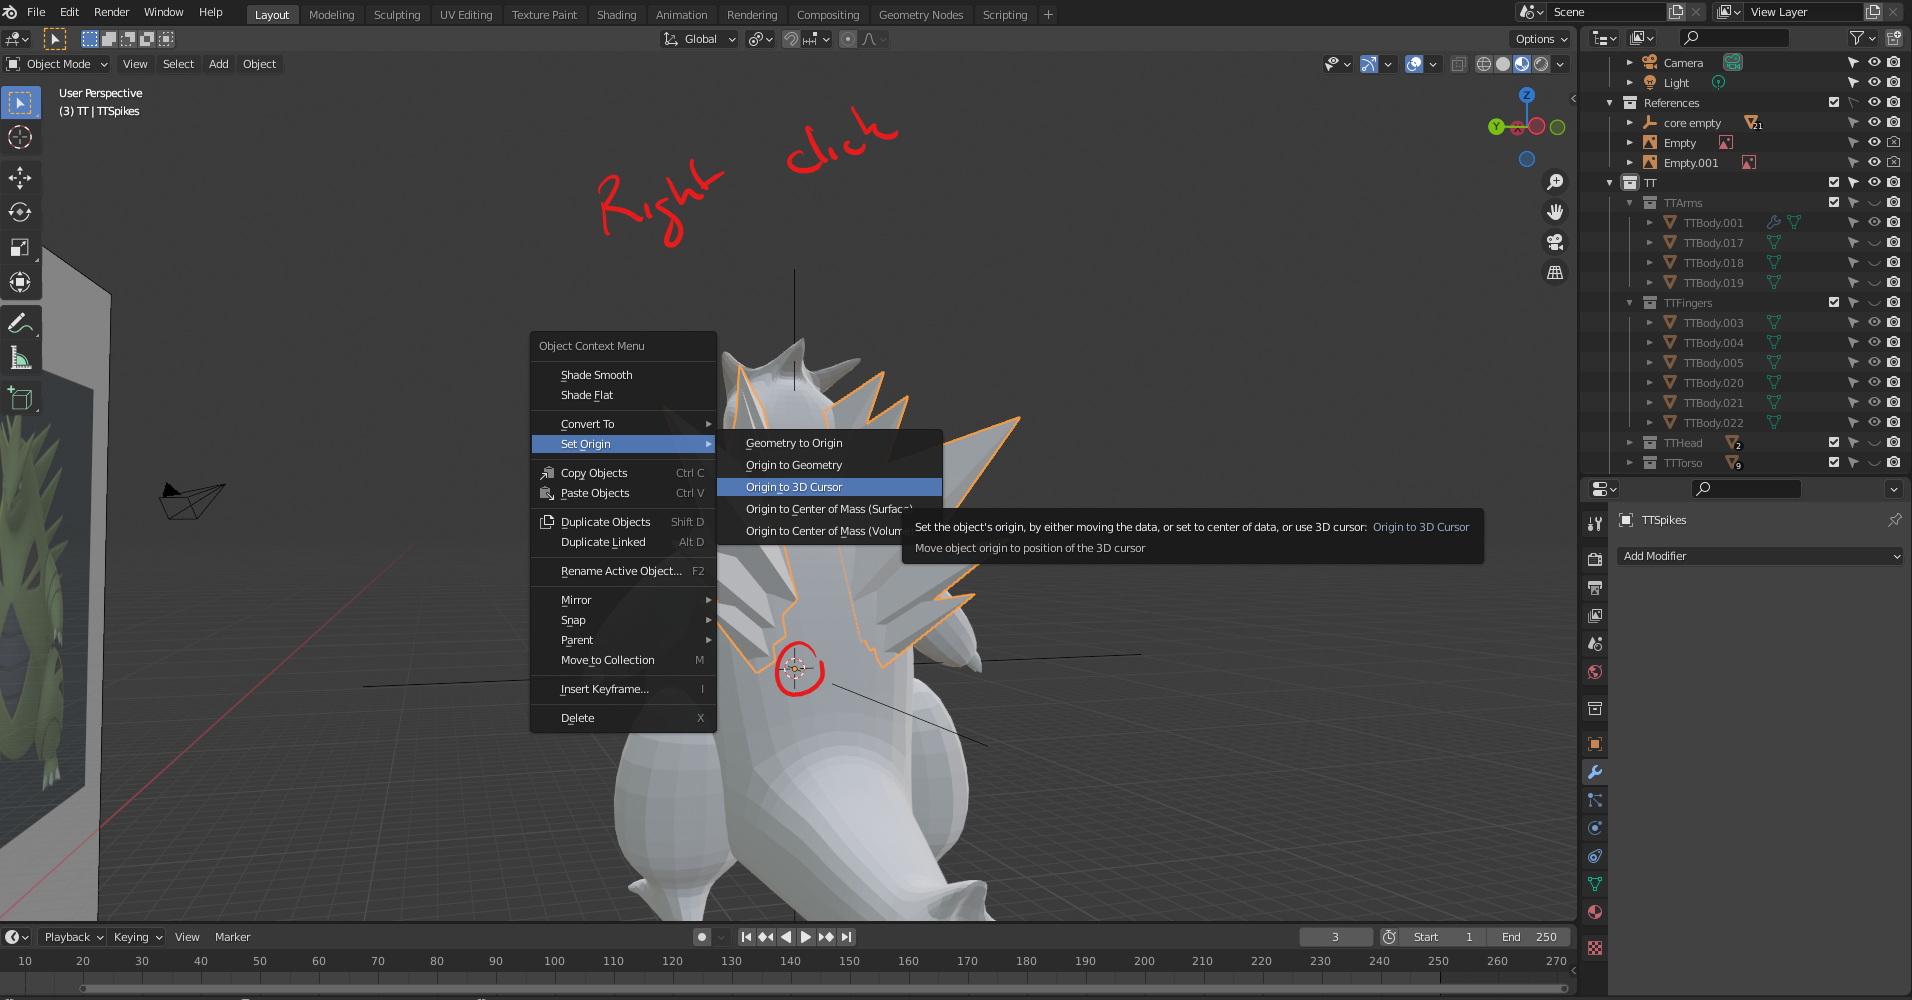 File Edit Render Window Help Layout Modeling Sculpting UV Editing Texture Paint Shading Animation Rendering Compositing Geometry Nodes Scripting + Scene View Layer
Global Options
Object Mode View Select Add Object
User Perspective
(3) TT | TTSpikes
Right click
Z
Y
X
Object Context Menu
Shade Smooth
Shade Flat
Convert To
Set Origin
Copy Objects Ctrl C
Paste Objects Ctrl V
Duplicate Objects Shift D
Duplicate Linked Alt D
Rename Active Object... F2
Mirror
Snap
Parent
Move to Collection M
Insert Keyframe... I
Delete X
Geometry to Origin
Origin to Geometry
Origin to 3D Cursor
Origin to Center of Mass (Surface)
Origin to Center of Mass (Volum
Set the object's origin, by either moving the data, or set to center of data, or use 3D cursor: Origin to 3D Cursor
Move object origin to position of the 3D cursor
Camera
Light
References
core empty 21
Empty
Empty.001
TT
TTArms
TTBody.001
TTBody.017
TTBody.018
TTBody.019
TTFingers
TTBody.003
TTBody.004
TTBody.005
TTBody.020
TTBody.021
TTBody.022
TTHead 2
TTTorso 9
TTSpikes
Add Modifier
Playback Keying View Marker 3 Start 1 End 250
10 20 30 40 50 60 70 80 90 100 110 120 130 140 150 160 170 180 190 200 210 220 230 240 250 260 270